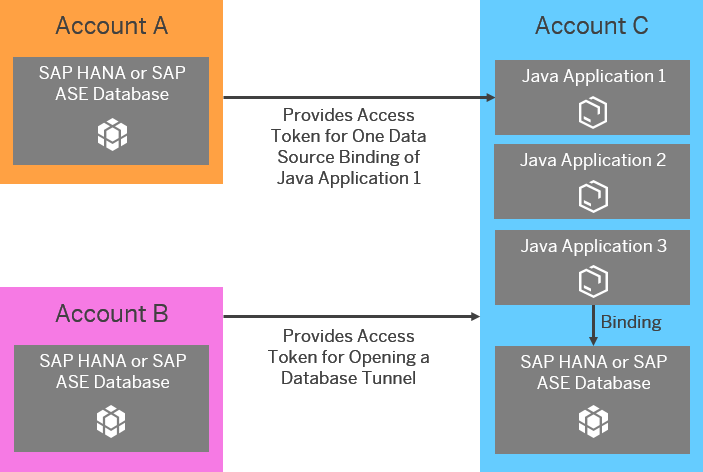 Account A
SAP HANA or SAP
ASE Database
Provides Access
Token for One Data
Source Binding of
Java Application 1
Account B
SAP HANA or SAP
ASE Database
Provides Access
Token for Opening a
Database Tunnel
Account C
Java Application 1
Java Application 2
Java Application 3
Binding
SAP HANA or SAP
ASE Database